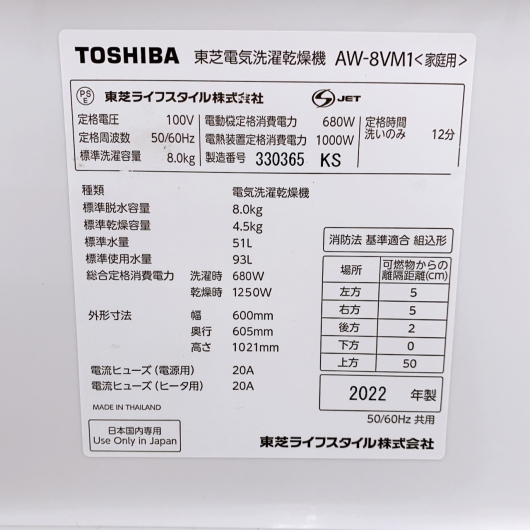 TOSHIBA 東芝電気洗濯乾燥機 AW-8VM1<家庭用>
PSE 東芝ライフスタイル株式会社 S JET
定格電圧 100V 電動機定格消費電力 680W 定格時間
定格周波数 50/60Hz 電熱装置定格消費電力 1000W 洗いのみ 12分
標準洗濯容量 8.0kg 製造番号 330365 KS
種類 電気洗濯乾燥機
標準脱水容量 8.0kg
標準乾燥容量 4.5kg
標準水量 51L
標準使用水量 93L
総合定格消費電力 洗濯時 680W
乾燥時 1250W
外形寸法 幅 600mm
奥行 605mm
高さ 1021mm
電流ヒューズ (電源用) 20A
電流ヒューズ (ヒータ用) 20A
MADE IN THAILAND
日本国内専用
Use Only in Japan
消防法 基準適合 組込形
場所 可燃物からの
離隔距離(cm)
左方 5
右方 5
後方 2
下方 0
上方 50
2022 年製
50/60Hz 共用
東芝ライフスタイル株式会社